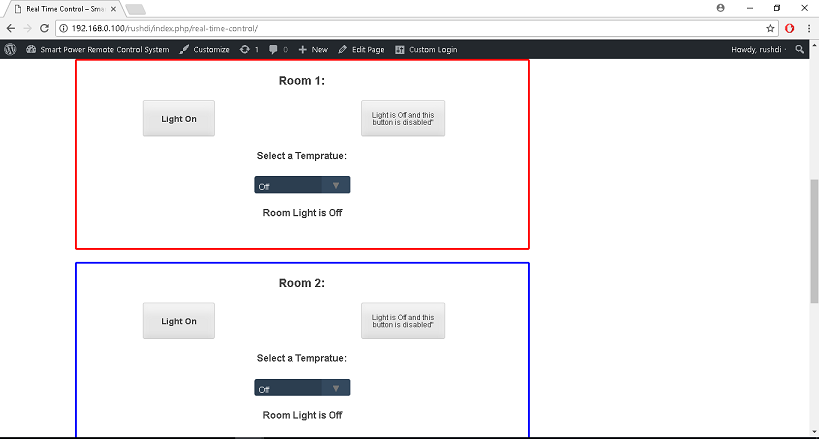 Real Time Control – Sma
192.168.0.100/rushdi/index.php/real-time-control/
Smart Power Remote Control System Customize 1 0 New Edit Page Custom Login Howdy, rushdi
Room 1:
Light On
Light is Off and this
button is disabled"
Select a Tempratue:
Off
Room Light is Off
Room 2:
Light On
Light is Off and this
button is disabled"
Select a Tempratue:
Off
Room Light is Off